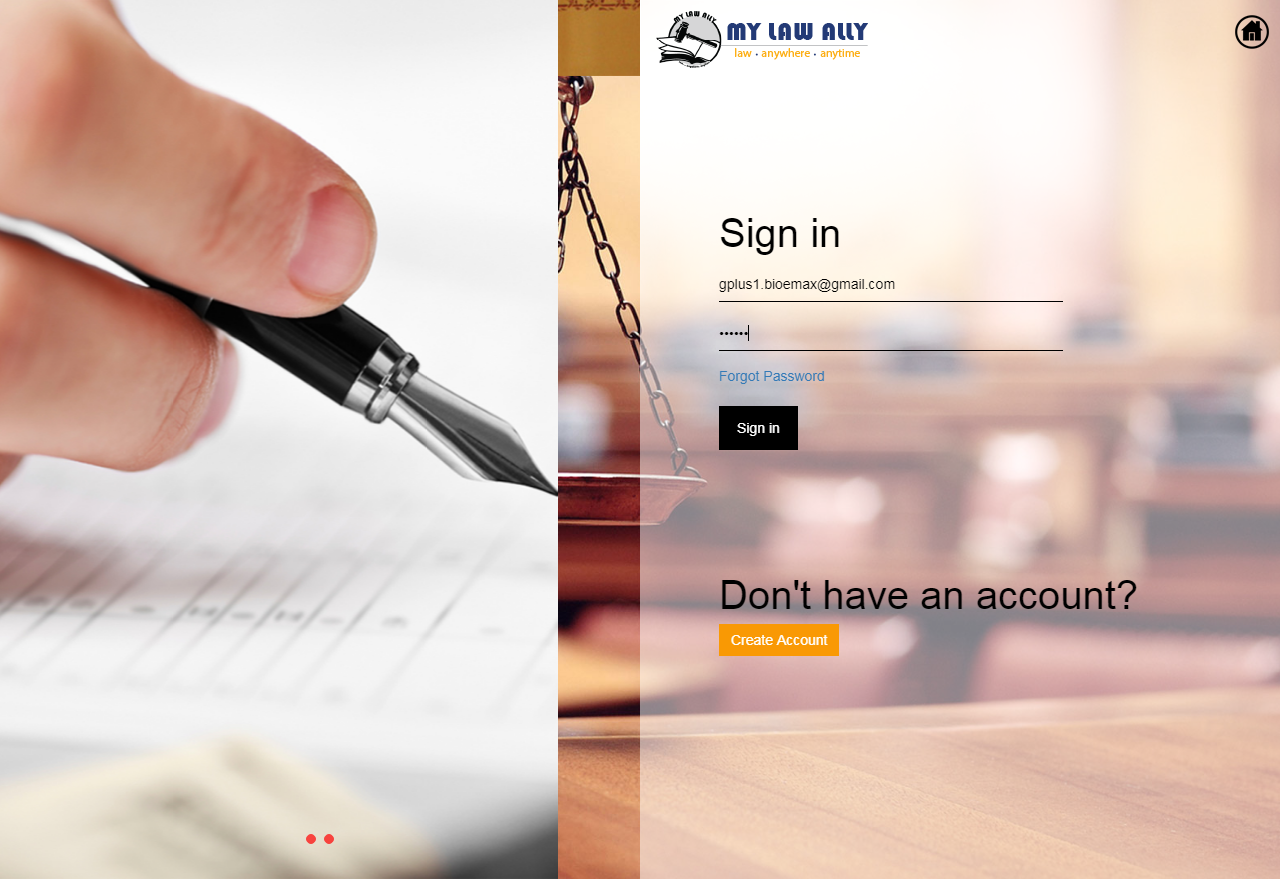 MY LAW ALLY
MY LAW ALLY
law • anywhere • anytime
Sign in
gplus1.bioemax@gmail.com
••••••
Forgot Password
Sign in
Don't have an account?
Create Account